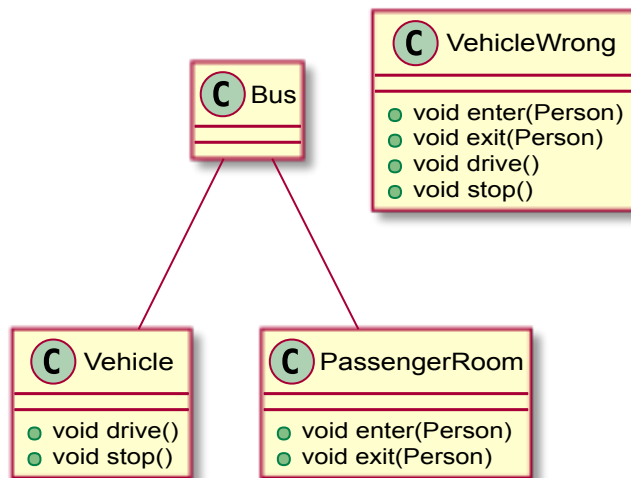 C Bus
C VehicleWrong
void enter(Person)
void exit(Person)
void drive()
void stop()
C Vehicle
void drive()
void stop()
C PassengerRoom
void enter(Person)
void exit(Person)